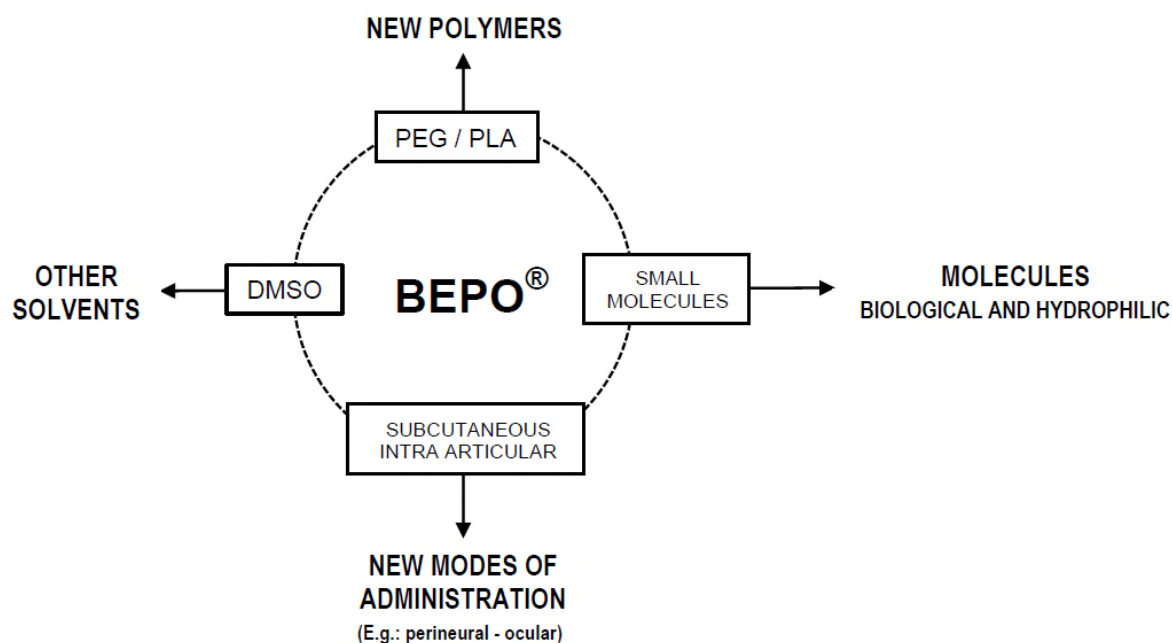 NEW POLYMERS
PEG / PLA
OTHER
SOLVENTS
DMSO
BEPO®
SMALL
MOLECULES
MOLECULES
BIOLOGICAL AND HYDROPHILIC
SUBCUTANEOUS
INTRA ARTICULAR
NEW MODES OF
ADMINISTRATION
(E.g.: perineural - ocular)